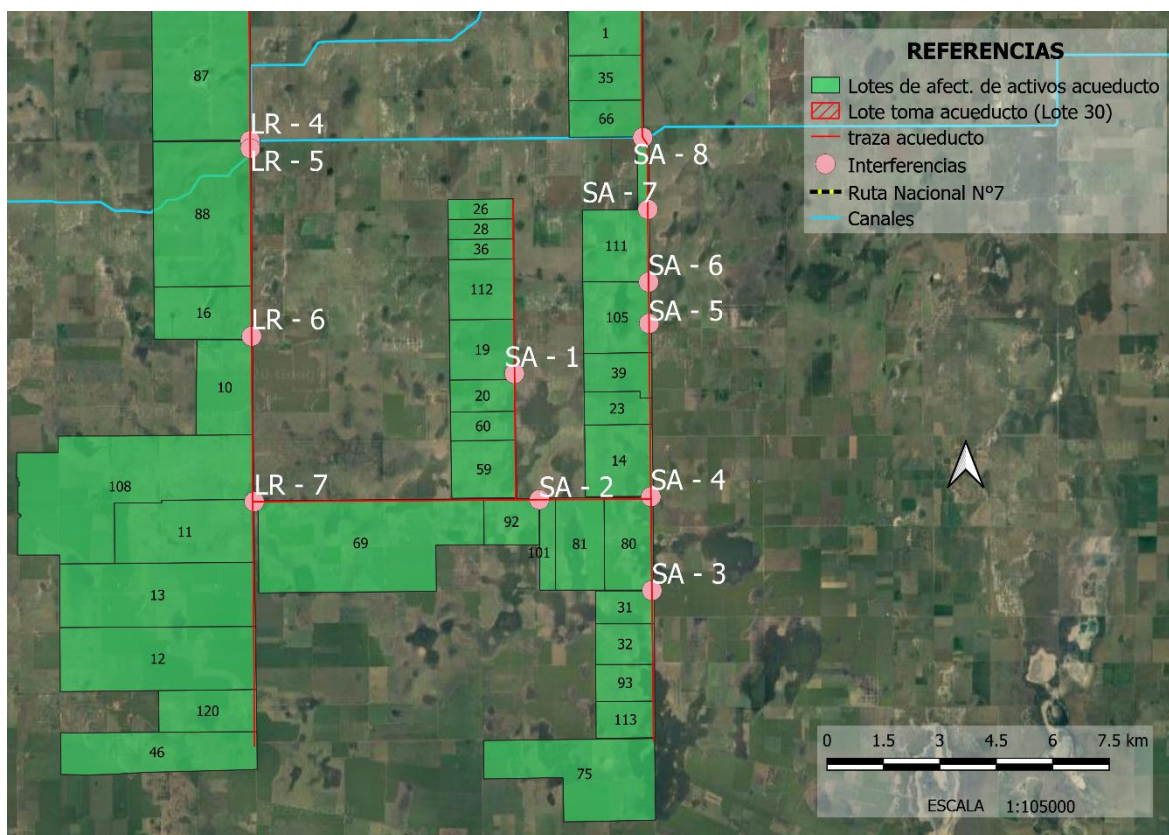 1
87
REFERENCIAS
35
Lotes de afect. de activos acueducto
66
Lote toma acueducto (Lote 30)
LR - 4
traza acueducto
SA - 8
LR - 5
Interferencias
Ruta Nacional N°7
SA - 7
26
88
Canales
28
111
36
SA - 6
112
16
LR - 6
105
SA - 5
19
SA - 1
10
39
20
23
60
14
59
108
LR - 7
SA - 2
SA - 4
92
11
69
101
81
80
SA - 3
13
31
32
12
93
120
113
46
75
0 1.5 3 4.5 6 7.5 km
ESCALA 1:105000